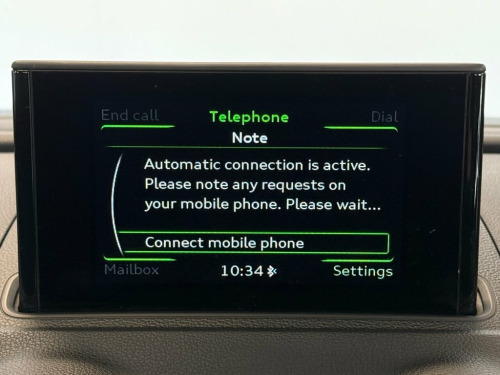 End call Telephone Dial
Note
Automatic connection is active.
Please note any requests on
your mobile phone. Please wait...
Connect mobile phone
Mailbox 10:34 Settings